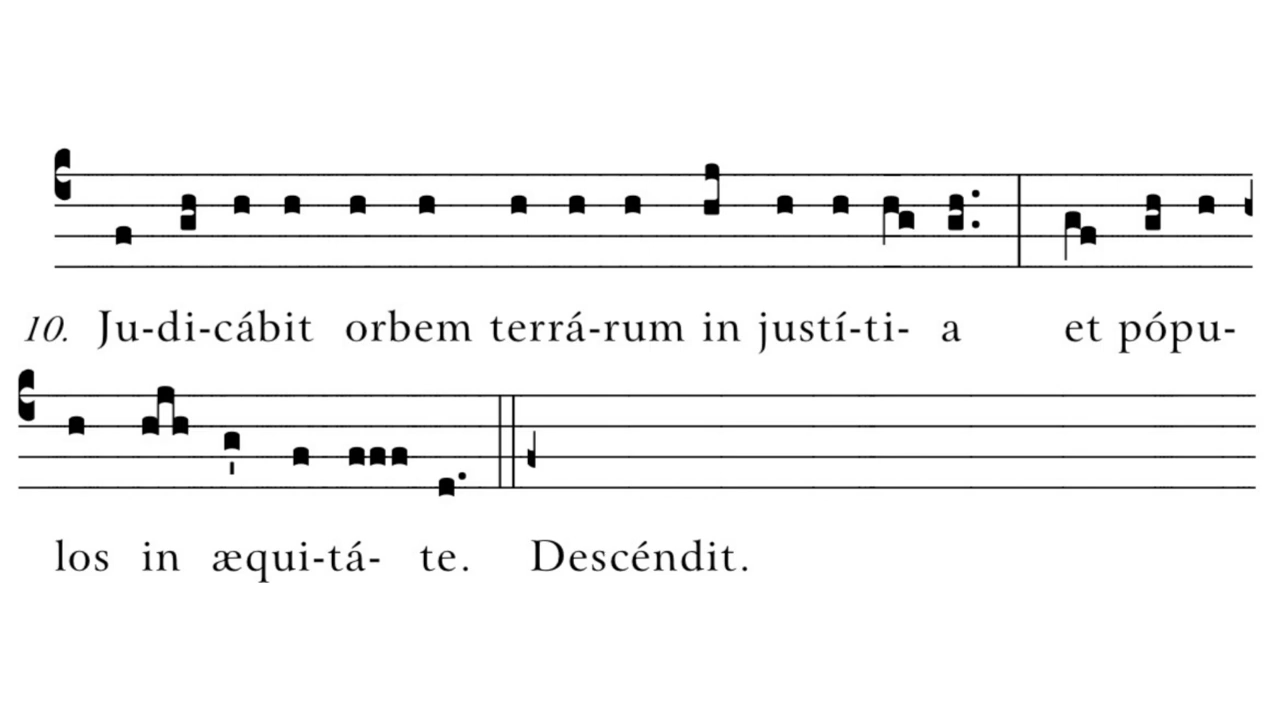 10. Ju-di-cábit orbem terrá-rum in justí-ti- a et pópu-
los in æqui-tá- te. Descéndit.